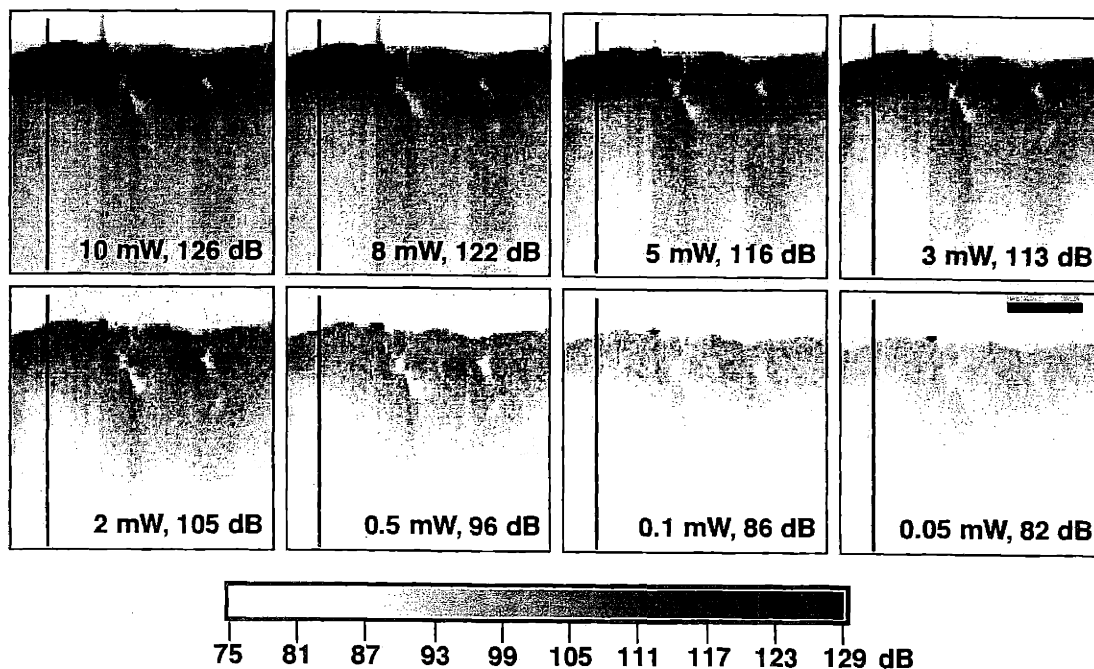 10 mW, 126 dB
8 mW, 122 dB
5 mW, 116 dB
3 mW, 113 dB
2 mW, 105 dB
0.5 mW, 96 dB
0.1 mW, 86 dB
0.05 mW, 82 dB
75 81 87 93 99 105 111 117 123 129 dB